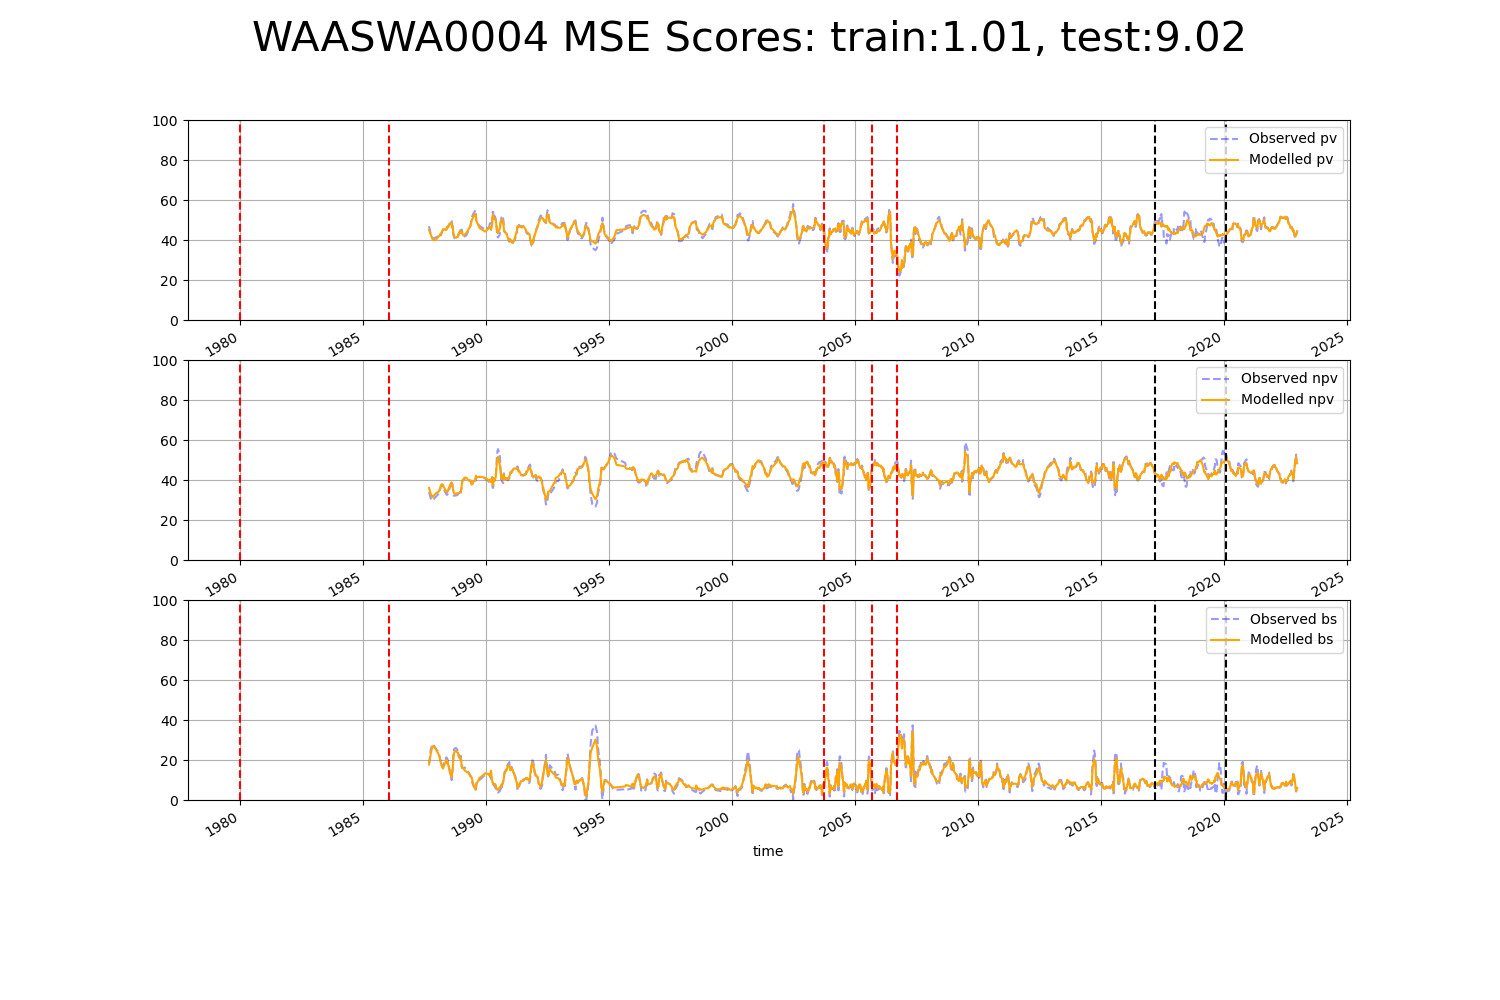 WAASWA0004 MSE Scores: train:1.01, test:9.02
100
80
60
40
20
0
Observed pv
Modelled pv
1980 1985 1990 1995 2000 2005 2010 2015 2020 2025
100
80
60
40
20
0
Observed npv
Modelled npv
1980 1985 1990 1995 2000 2005 2010 2015 2020 2025
100
80
60
40
20
0
Observed bs
Modelled bs
1980 1985 1990 1995 2000 2005 2010 2015 2020 2025
time